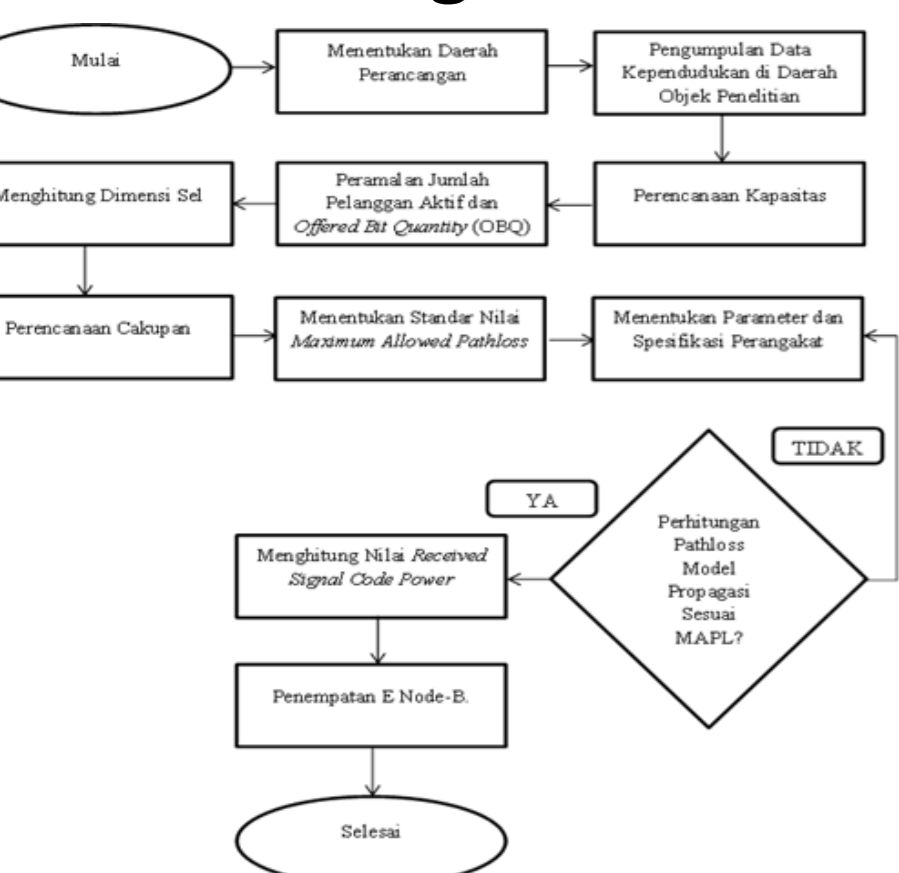 Mulai
Menentukan Daerah
Perancangan
Pengumpulan Data
Kependudukan di Daerah
Objek Penelitian
Perencanaan Kapasitas
Peramalan Jumlah
Pelanggan Aktif dan
Offered Bit Quantity (OBQ)
Menghitung Dimensi Sel
Perencanaan Cakupan
Menentukan Standar Nilai
Maximum Allowed Pathloss
Menentukan Parameter dan
Spesifikasi Perangakat
TIDAK
YA
Perhitungan
Pathloss
Model
Propagasi
Sesuai
MAPL?
Menghitung Nilai Received
Signal Code Power
Penempatan E Node-B.
Selesai